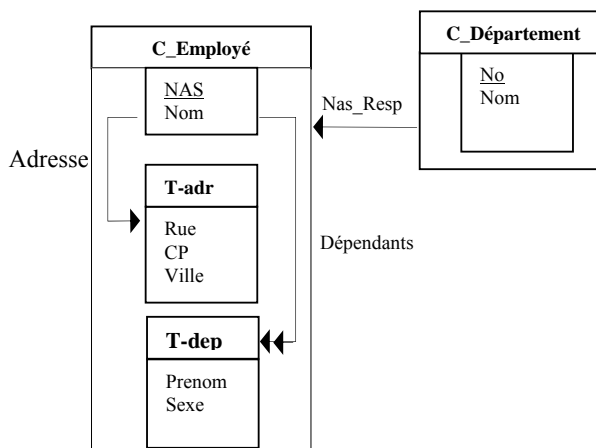 C_Employé
NAS
Nom
Adresse
T-adr
Rue
CP
Ville
T-dep
Prenom
Sexe
Nas_Resp
Dépendants
C_Département
No
Nom